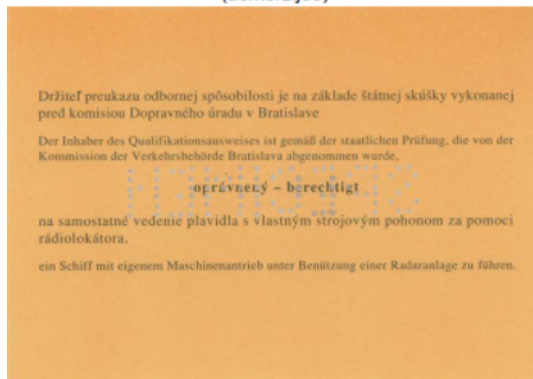 Držiteľ preukazu odbornej spôsobilosti je na základe štátnej skúšky vykonanej
pred komisiou Dopravného úradu v Bratislave
Der Inhaber des Qualifikationsausweises ist gemäß der staatlichen Prüfung, die von der
Kommission der Verkehrsbehörde Bratislava abgenommen wurde,
oprávnený – berechtigt
na samostatné vedenie plavidla s vlastným strojovým pohonom za pomoci
rádiolokátora.
ein Schiff mit eigenem Maschinenantrieb unter Benützung einer Radaranlage zu führen.